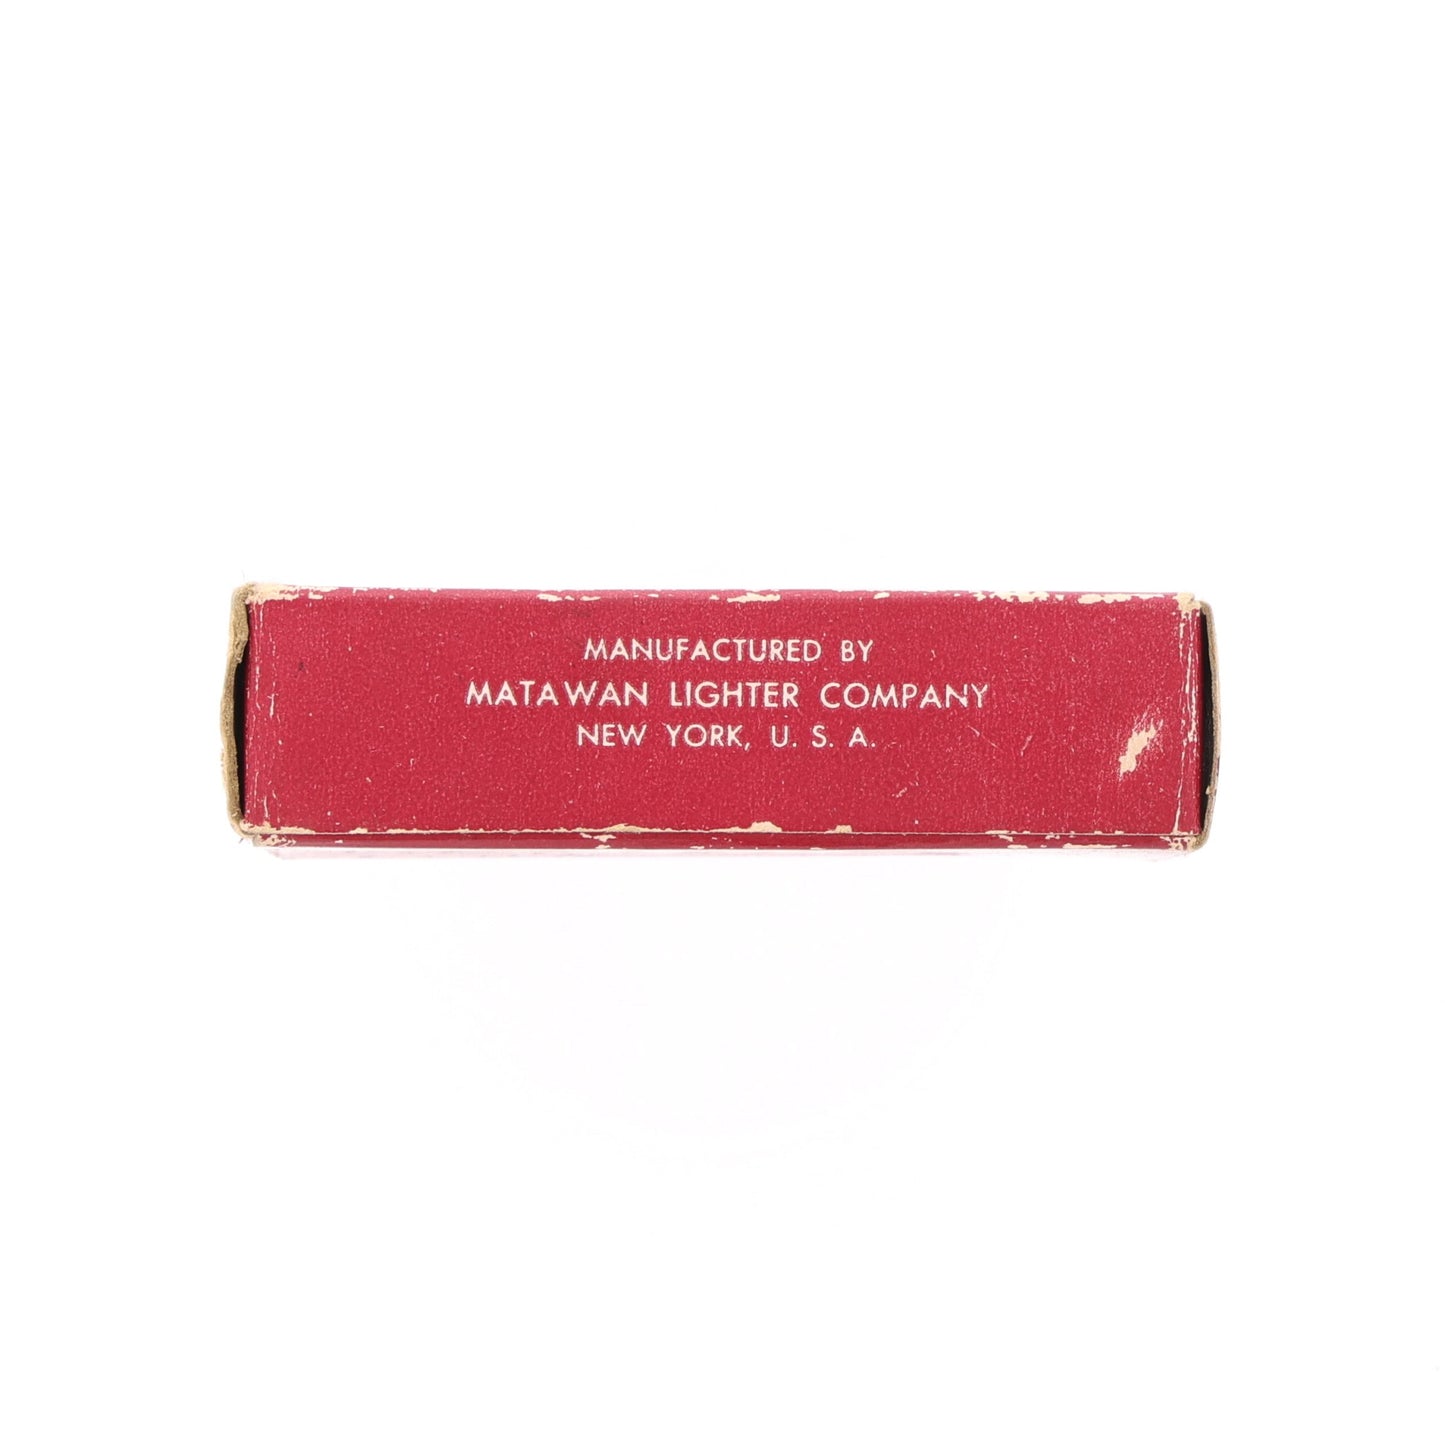 MANUFACTURED BY
MATAWAN LIGHTER COMPANY
NEW YORK, U. S. A.